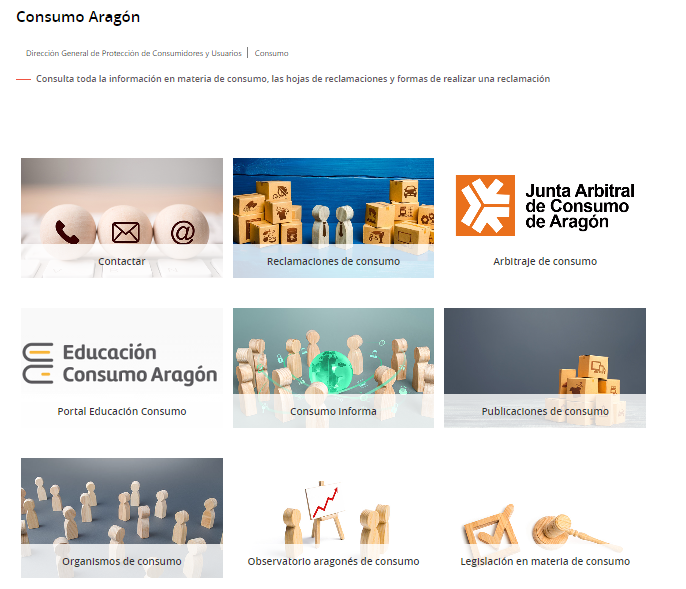 Consumo Aragón
Dirección General de Protección de Consumidores y Usuarios | Consumo
Consulta toda la información en materia de consumo, las hojas de reclamaciones y formas de realizar una reclamación
@
Contactar
Reclamaciones de consumo
Junta Arbitral
de Consumo
de Aragón
Arbitraje de consumo
Educación
Consumo Aragón
Portal Educación Consumo
Consumo Informa
Publicaciones de consumo
Organismos de consumo
Observatorio aragonés de consumo
Legislación en materia de consumo